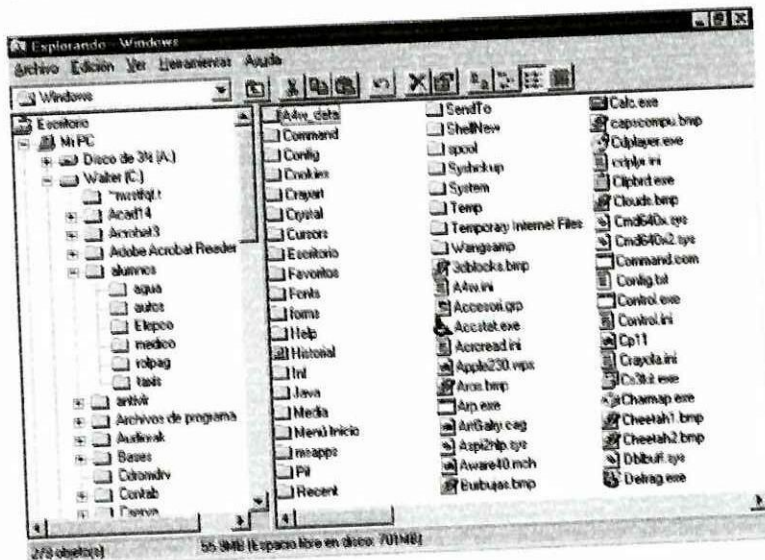 Explorando - Windows
Archivo Edición Ver Herramientas Ayuda
Windows
Escritorio
Mi PC
Disco de 3½ (A:)
Walter (C:)
Acad14
Acrobat3
Adobe Acrobat Reader
alumnos
agua
autos
Elepco
medico
rolpag
taxis
antivir
Archivos de programa
Audiorak
Bases
Cdromdrv
Contab
A4w_data
Command
Config
Cookies
Crayart
Crystal
Cursors
Escritorio
Favoritos
Fonts
forms
Help
Historial
Inf
Java
Media
Menú Inicio
msapps
Pif
Recent
SendTo
ShellNew
spool
Sysbckup
System
Temp
Temporary Internet Files
Wangsamp
3dblocks.bmp
A4w.ini
Accesori.grp
Accstat.exe
Acroread.ini
Apple230.wps
Aros.bmp
Arp.exe
ArtGalry.cag
Aspi2hlp.sys
Aware40.mch
Burbujas.bmp
Calc.exe
capscompu.bmp
Cdplayer.exe
cdplyr.ini
Clipbrd.exe
Clouds.bmp
Cmd640x.sys
Cmd640x2.sys
Command.com
Config.txt
Control.exe
Control.ini
Cp11
Crayola.ini
Cs3kit.exe
Charmap.exe
Cheetah1.bmp
Cheetah2.bmp
Dblbuff.sys
Defrag.exe
273 objeto(s)
55.9MB (Espacio libre en disco: 701MB)